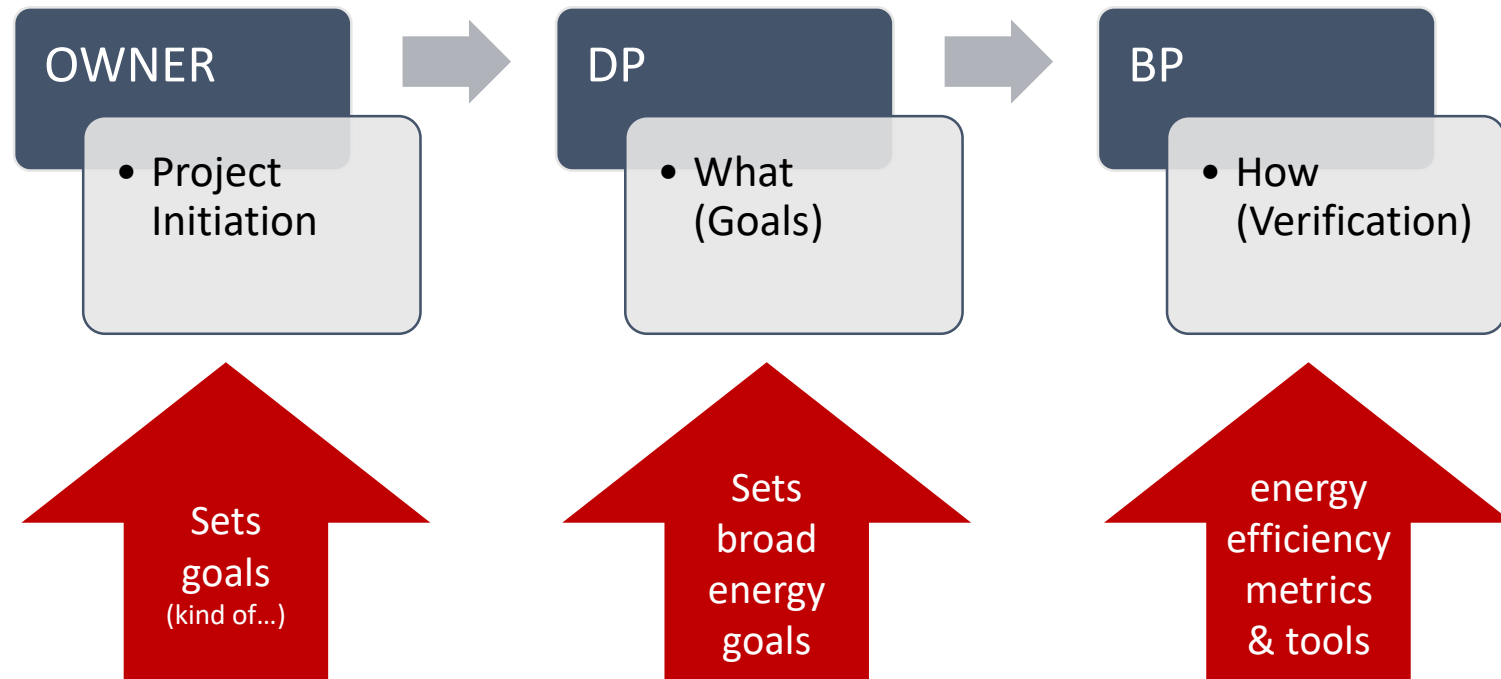 OWNER
• Project
Initiation
DP
• What
(Goals)
BP
• How
(Verification)
Sets
goals
(kind of...)
Sets
broad
energy
goals
energy
efficiency
metrics
& tools